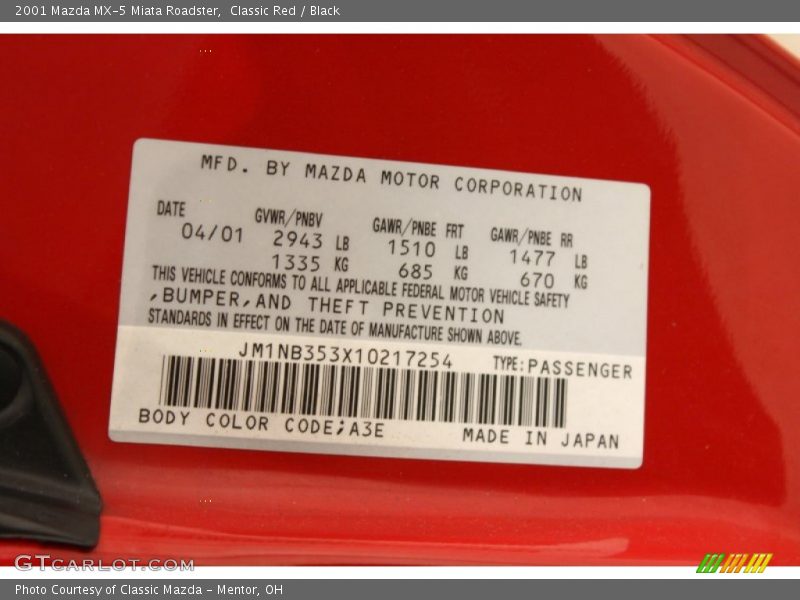 2001 Mazda MX-5 Miata Roadster,  Classic Red / Black
MFD. BY MAZDA MOTOR CORPORATION
DATE GVWR/PNBV GAWR/PNBE FRT GAWR/PNBE RR
04/01 2943 LB 1510 LB 1477 LB
1335 KG 685 KG 670 KG
THIS VEHICLE CONFORMS TO ALL APPLICABLE FEDERAL MOTOR VEHICLE SAFETY
,BUMPER,AND THEFT PREVENTION
STANDARDS IN EFFECT ON THE DATE OF MANUFACTURE SHOWN ABOVE.
JM1NB353X10217254 TYPE:PASSENGER
BODY COLOR CODE;A3E MADE IN JAPAN
GTCARLOT.COM
Photo Courtesy of Classic Mazda - Mentor, OH